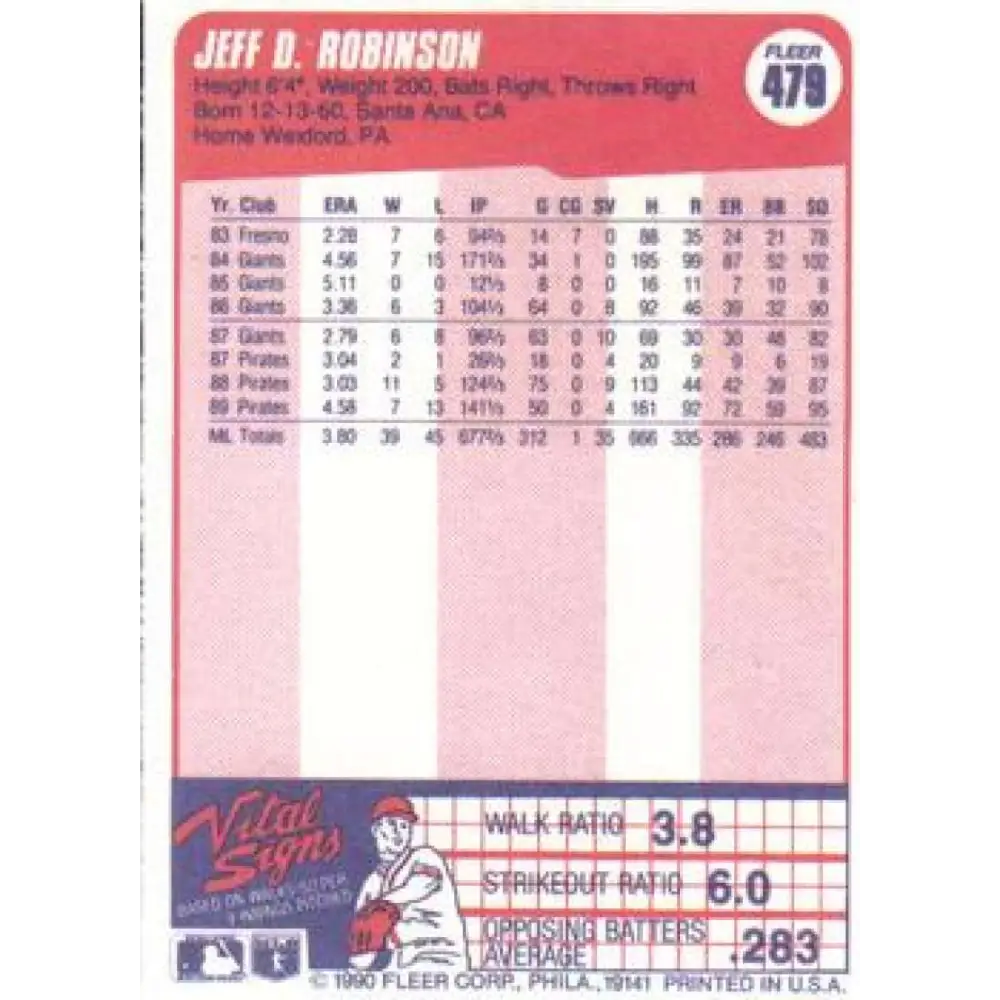 JEFF D. ROBINSON
FLEER
479
Height 6'4", Weight 200, Bats Right, Throws Right
Born 12-13-60, Santa Ana, CA
Home Wexford, PA
Yr. Club ERA W L IP G CG SV H R ER BB SO
83 Fresno 2.28 7 6 94⅔ 14 7 0 88 35 24 21 78
84 Giants 4.56 7 15 171⅔ 34 1 0 195 99 87 52 102
85 Giants 5.11 0 0 12⅓ 8 0 0 16 11 7 10 8
86 Giants 3.36 6 3 104⅓ 64 0 8 92 46 39 32 90
87 Giants 2.79 6 8 96⅔ 63 0 10 69 30 30 48 82
87 Pirates 3.04 2 1 26⅔ 18 0 4 20 9 9 6 19
88 Pirates 3.03 11 5 124⅔ 75 0 9 113 44 42 39 87
89 Pirates 4.58 7 13 141⅓ 50 0 4 161 92 72 59 95
ML Totals 3.80 39 45 677⅔ 312 1 35 666 335 286 246 483
Vital Signs
BASED ON WALKS-SO PER
9 INNINGS PITCHED
WALK RATIO 3.8
STRIKEOUT RATIO 6.0
OPPOSING BATTERS
AVERAGE .283
© 1990 FLEER CORP., PHILA., 19141 PRINTED IN U.S.A.